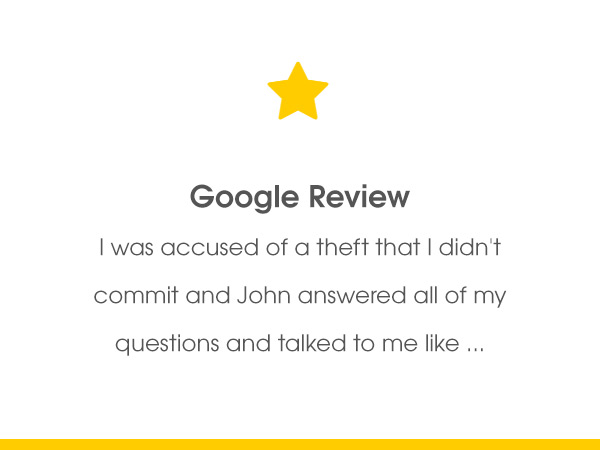 Google Review
I was accused of a theft that I didn't
commit and John answered all of my
questions and talked to me like ...